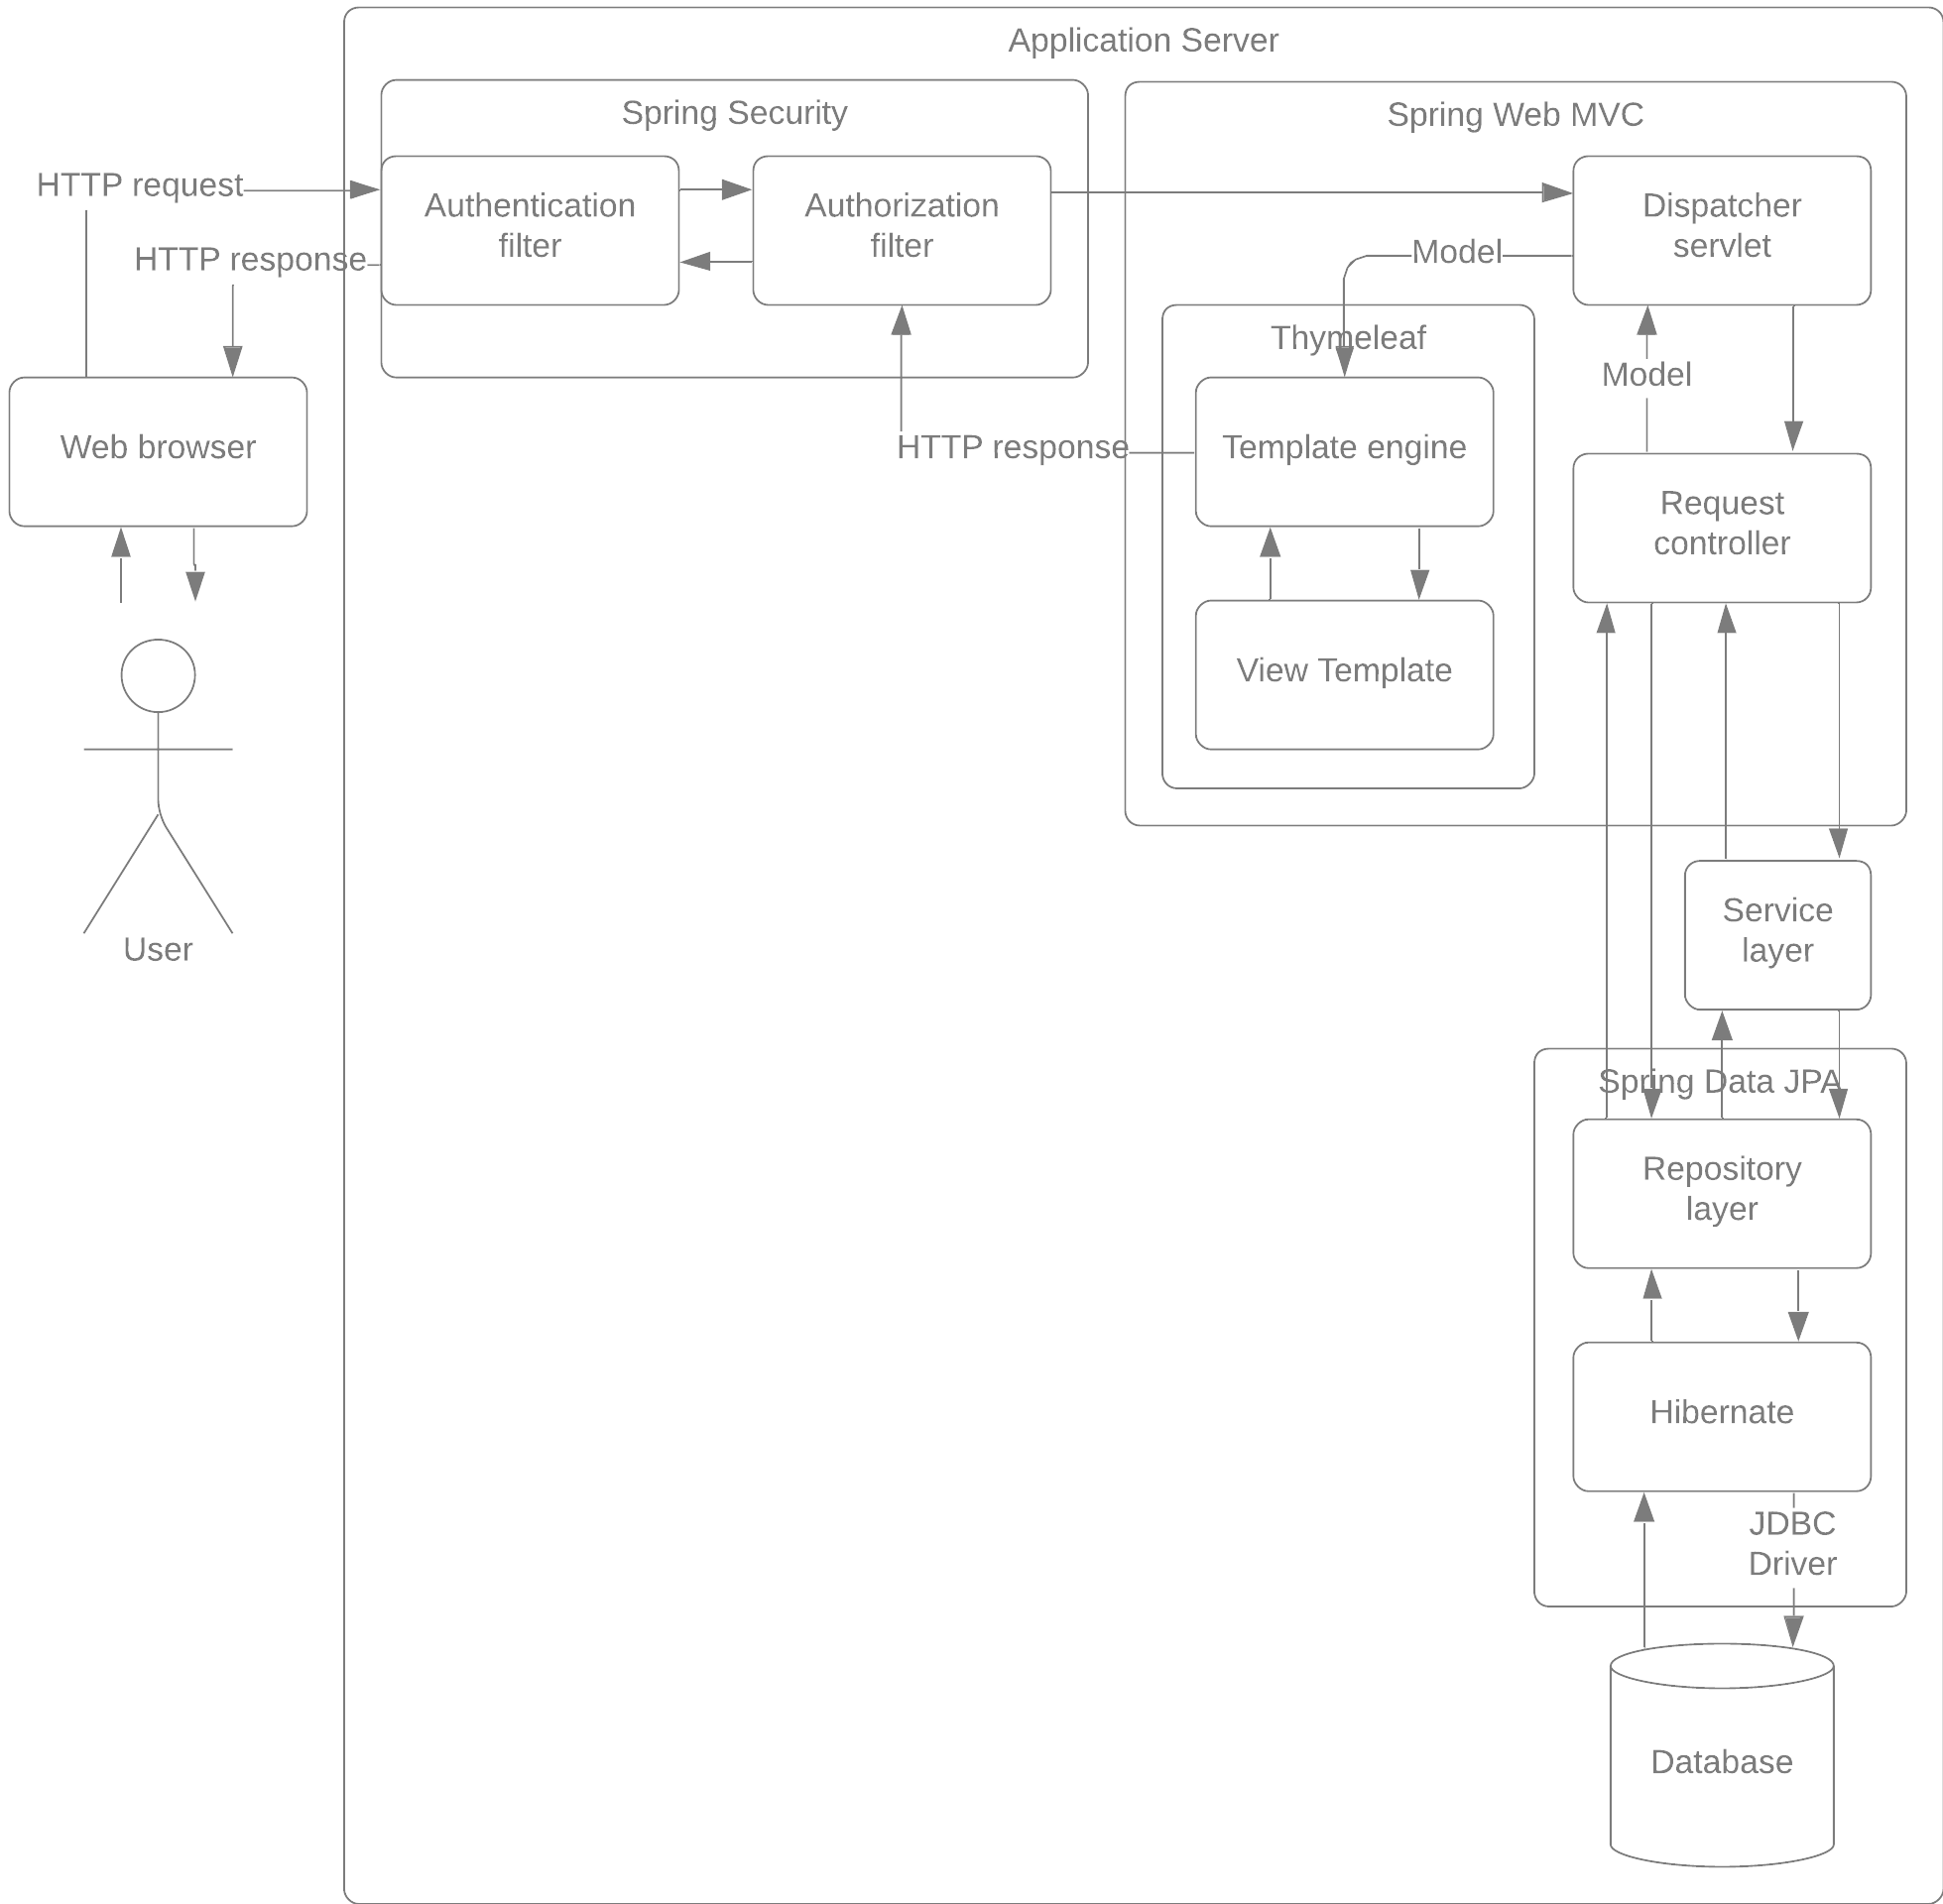 Application Server
Spring Security
Spring Web MVC
HTTP request
HTTP response
Authentication
filter
Authorization
filter
Dispatcher
servlet
Model
Thymeleaf
Model
Web browser
HTTP response
Template engine
Request
controller
View Template
User
Service
layer
Spring Data JPA
Repository
layer
Hibernate
JDBC
Driver
Database